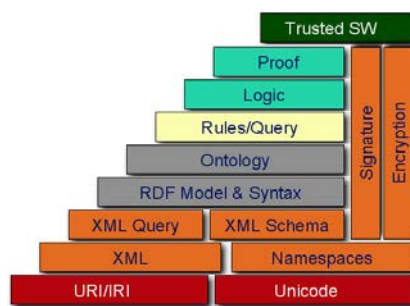 Trusted SW
Proof
Logic
Rules/Query
Ontology
RDF Model & Syntax
XML Query
XML Schema
XML
Namespaces
URI/IRI
Unicode
Signature
Encryption